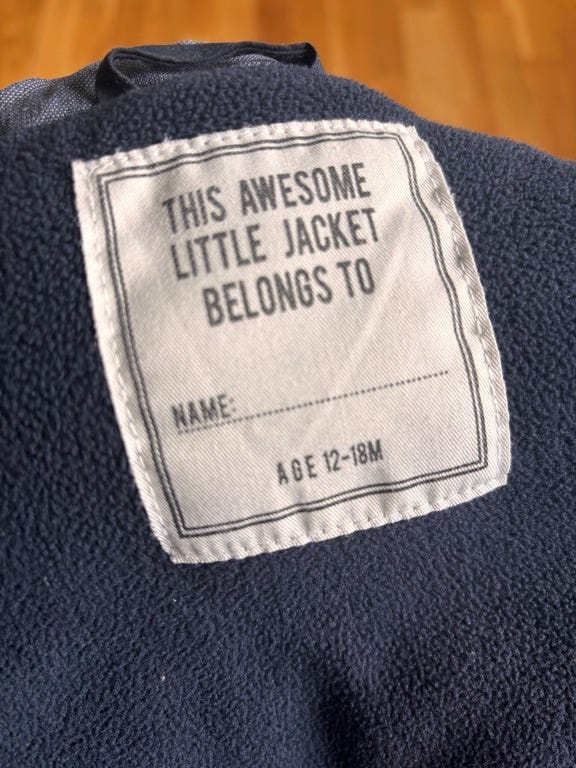 THIS AWESOME
LITTLE JACKET
BELONGS TO
NAME:
AGE 12-18M